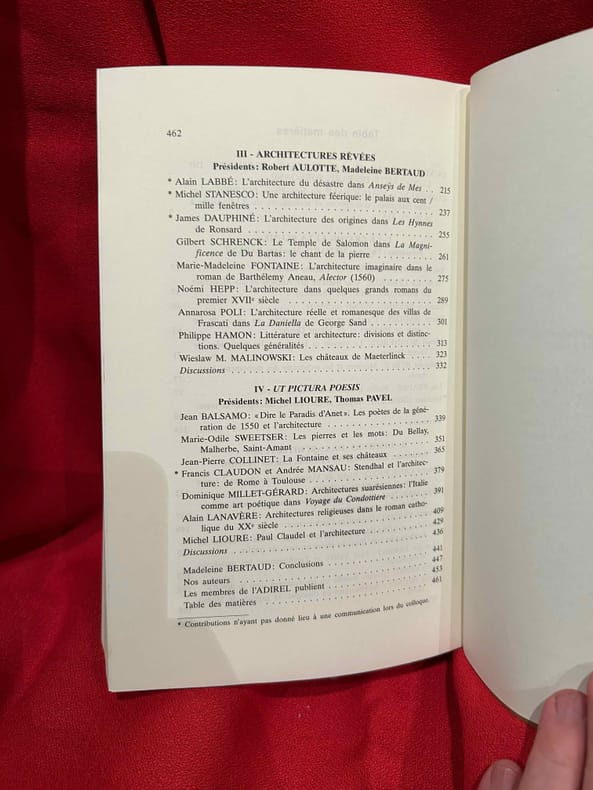 462
III - ARCHITECTURES RÊVÉES
Présidents: Robert AULOTTE, Madeleine BERTAUD
* Alain LABBÉ: L'architecture du désastre dans Anseÿs de Mes . . 215
* Michel STANESCO: Une architecture féerique: le palais aux cent /
mille fenêtres . . . . . . . . . . . . . . . . . . . . . . . . . . . . . . . 237
* James DAUPHINÉ: L'architecture des origines dans Les Hynnes
de Ronsard . . . . . . . . . . . . . . . . . . . . . . . . . . . . . . . . . 255
Gilbert SCHRENCK: Le Temple de Salomon dans La Magni-
ficence de Du Bartas: le chant de la pierre . . . . . . . . . . 261
Marie-Madeleine FONTAINE: L'architecture imaginaire dans le
roman de Barthélemy Aneau, Alector (1560) . . . . . . . . . . 275
Noémi HEPP: L'architecture dans quelques grands romans du
premier XVIIe siècle . . . . . . . . . . . . . . . . . . . . . . . . . . 289
Annarosa POLI: L'architecture réelle et romanesque des villas de
Frascati dans La Daniella de George Sand . . . . . . . . . . . 301
Philippe HAMON: Littérature et architecture: divisions et distinc-
tions. Quelques généralités . . . . . . . . . . . . . . . . . . . . . 313
Wieslaw M. MALINOWSKI: Les châteaux de Maeterlinck . . . . 323
Discussions . . . . . . . . . . . . . . . . . . . . . . . . . . . . . . . . . . 332
IV - UT PICTURA POESIS
Présidents: Michel LIOURE, Thomas PAVEL
Jean BALSAMO: «Dire le Paradis d'Anet». Les poètes de la géné-
ration de 1550 et l'architecture . . . . . . . . . . . . . . . . . . 339
Marie-Odile SWEETSER: Les pierres et les mots: Du Bellay,
Malherbe, Saint-Amant . . . . . . . . . . . . . . . . . . . . . . . . 351
Jean-Pierre COLLINET: La Fontaine et ses châteaux . . . . . . . 365
* Francis CLAUDON et Andrée MANSAU: Stendhal et l'architec-
ture: de Rome à Toulouse . . . . . . . . . . . . . . . . . . . . . . 379
Dominique MILLET-GÉRARD: Architectures suarésiennes: l'Italie
comme art poétique dans Voyage du Condottiere . . . . . . . 391
Alain LANAVÈRE: Architectures religieuses dans le roman catho-
lique du XXe siècle . . . . . . . . . . . . . . . . . . . . . . . . . . . 409
Michel LIOURE: Paul Claudel et l'architecture . . . . . . . . . . . 429
Discussions . . . . . . . . . . . . . . . . . . . . . . . . . . . . . . . . . . 436
Madeleine BERTAUD: Conclusions . . . . . . . . . . . . . . . . . . . 441
Nos auteurs . . . . . . . . . . . . . . . . . . . . . . . . . . . . . . . . . . 447
Les membres de l'ADIREL publient . . . . . . . . . . . . . . . . . . 453
Table des matières . . . . . . . . . . . . . . . . . . . . . . . . . . . . . 461
* Contributions n'ayant pas donné lieu à une communication lors du colloque.